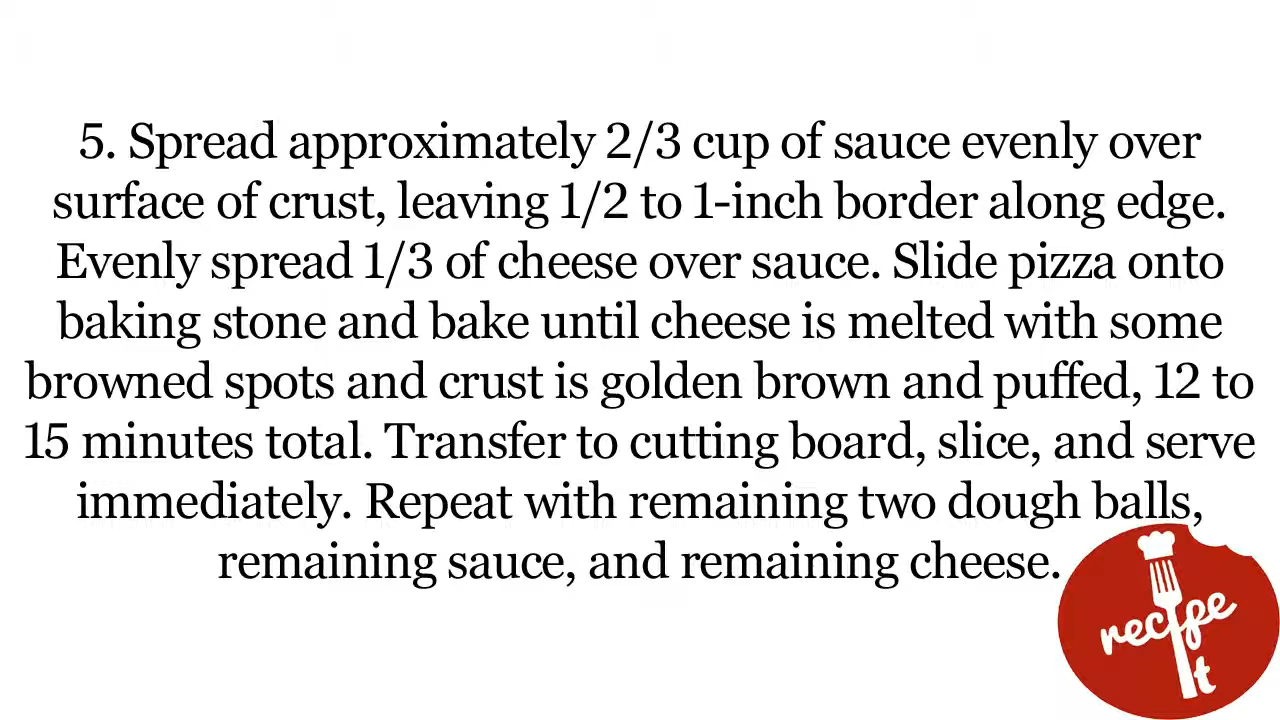 5. Spread approximately 2/3 cup of sauce evenly over
surface of crust, leaving 1/2 to 1-inch border along edge.
Evenly spread 1/3 of cheese over sauce. Slide pizza onto
baking stone and bake until cheese is melted with some
browned spots and crust is golden brown and puffed, 12 to
15 minutes total. Transfer to cutting board, slice, and serve
immediately. Repeat with remaining two dough balls,
remaining sauce, and remaining cheese.
recipe
It